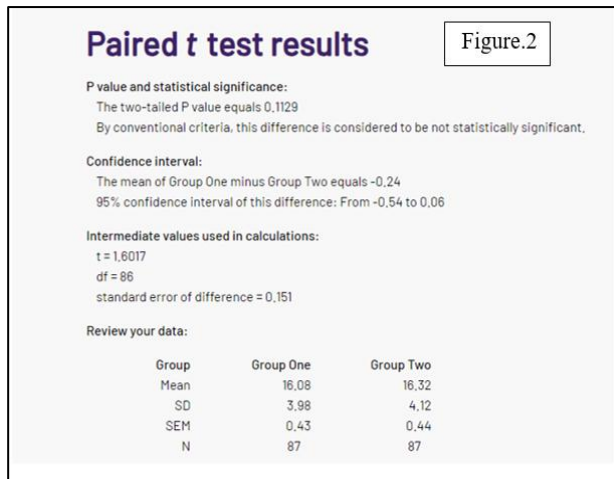 Paired t test results
Figure.2
P value and statistical significance:
The two-tailed P value equals 0.1129
By conventional criteria, this difference is considered to be not statistically significant.
Confidence interval:
The mean of Group One minus Group Two equals -0.24
95% confidence interval of this difference: From -0.54 to 0.06
Intermediate values used in calculations:
t = 1.6017
df = 86
standard error of difference = 0.151
Review your data:
Group Group One Group Two
Mean 16.08 16.32
SD 3.98 4.12
SEM 0.43 0.44
N 87 87